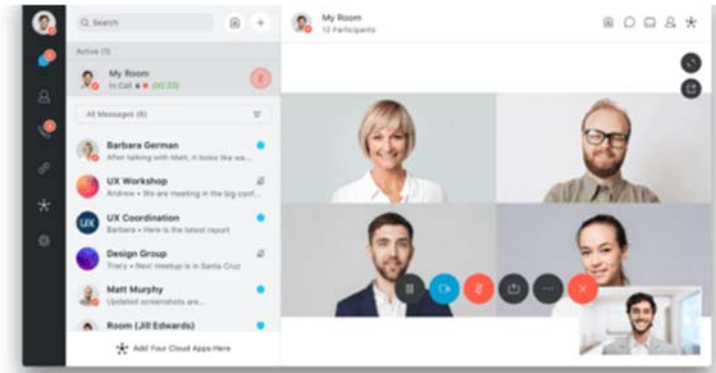 Search
My Room
12 Participants
Active (1)
My Room
In Call (00:33)
All Messages (6)
Barbara German
After talking with Matt, it looks like we...
UX Workshop
Andrew • We are meeting in the big conf...
UX
UX Coordination
Barbara • Here is the latest report
Design Group
Tracy • Next meetup is in Santa Cruz
Matt Murphy
Updated screenshots are...
Room (Jill Edwards)
Add Your Cloud Apps Here